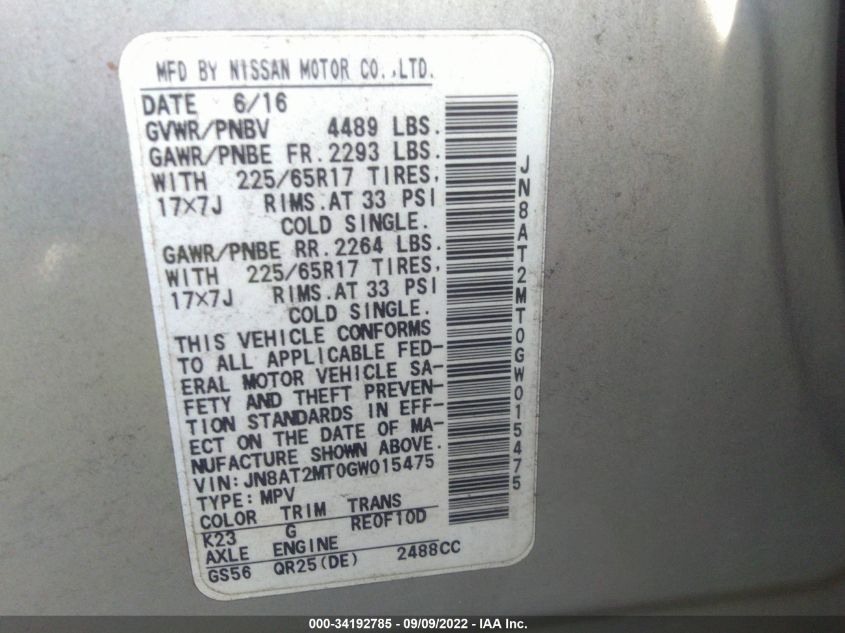 MFD BY NISSAN MOTOR CO.,LTD.
DATE 6/16
GVWR/PNBV 4489 LBS.
GAWR/PNBE FR. 2293 LBS.
WITH 225/65R17 TIRES,
17×7J RIMS.AT 33 PSI
COLD SINGLE.
GAWR/PNBE RR. 2264 LBS.
WITH 225/65R17 TIRES,
17×7J RIMS.AT 33 PSI
COLD SINGLE.
THIS VEHICLE CONFORMS
TO ALL APPLICABLE FED-
ERAL MOTOR VEHICLE SA-
FETY AND THEFT PREVEN-
TION STANDARDS IN EFF-
ECT ON THE DATE OF MA-
NUFACTURE SHOWN ABOVE.
VIN:JN8AT2MT0GW015475
TYPE:MPV
COLOR TRIM TRANS
K23 G RE0F10D
AXLE ENGINE
GS56 QR25(DE) 2488CC
JN8AT2MT0GW015475
000-34192785 - 09/09/2022 - IAA Inc.